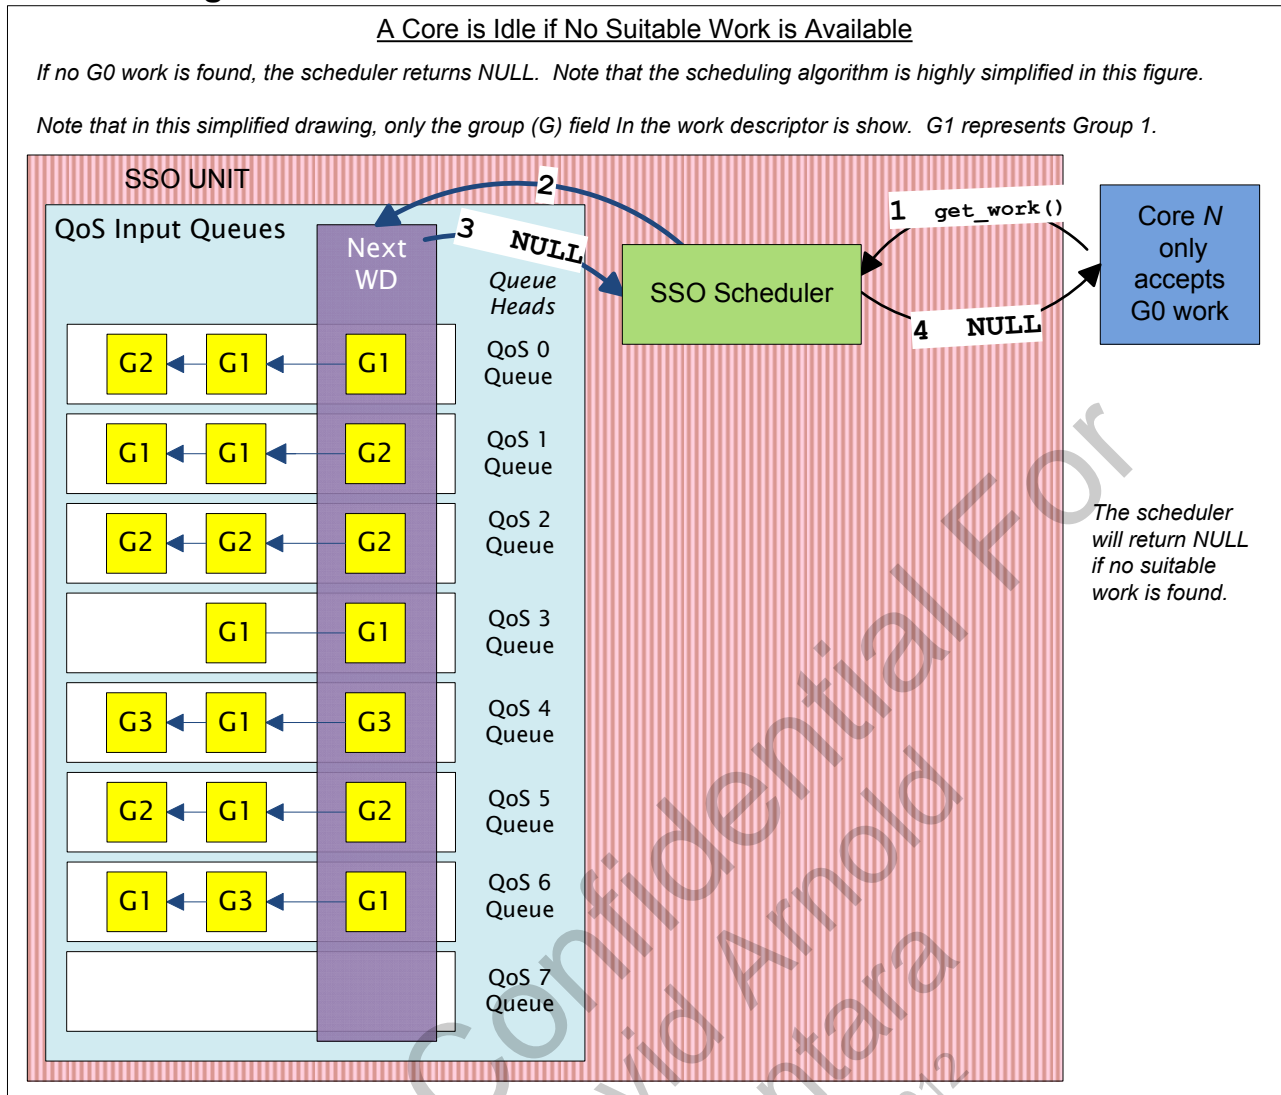 A Core is Idle if No Suitable Work is Available
If no G0 work is found, the scheduler returns NULL.  Note that the scheduling algorithm is highly simplified in this figure.
Note that in this simplified drawing, only the group (G) field In the work descriptor is show.  G1 represents Group 1.
SSO UNIT
QoS Input Queues
Next
WD
Queue
Heads
2
3 NULL
SSO Scheduler
1 get_work()
4 NULL
Core N
only
accepts
G0 work
G2 G1 G1
QoS 0
Queue
G1 G1 G2
QoS 1
Queue
G2 G2 G2
QoS 2
Queue
G1 G1
QoS 3
Queue
G3 G1 G3
QoS 4
Queue
G2 G1 G2
QoS 5
Queue
G1 G3 G1
QoS 6
Queue
QoS 7
Queue
The scheduler
will return NULL
if no suitable
work is found.
Confidential For
Arnold